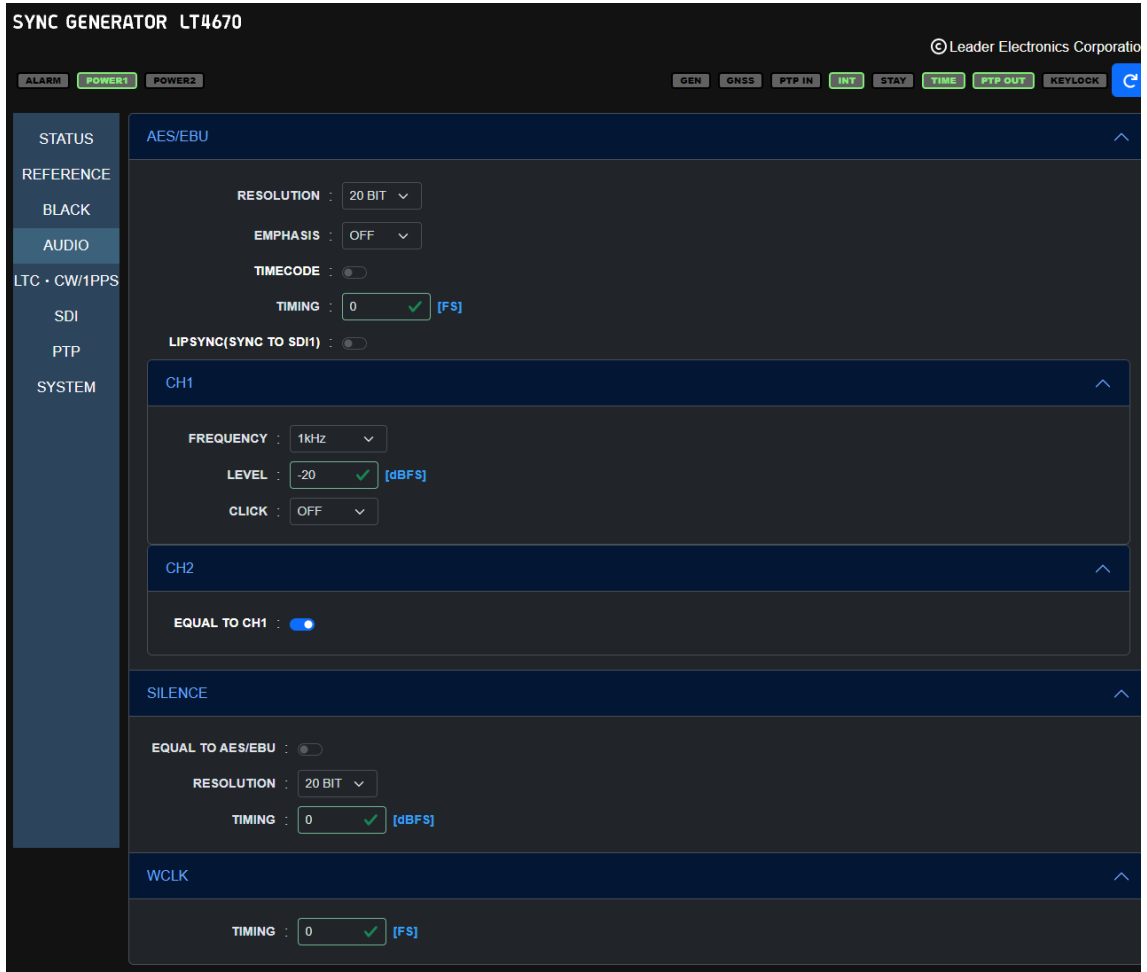 SYNC GENERATOR LT4670
© Leader Electronics Corporatio
ALARM POWER1 POWER2 GEN GNSS PTP IN INT STAY TIME PTP OUT KEYLOCK
STATUS
REFERENCE
BLACK
AUDIO
LTC・CW/1PPS
SDI
PTP
SYSTEM
AES/EBU
RESOLUTION : 20 BIT
EMPHASIS : OFF
TIMECODE :
TIMING : 0 [FS]
LIPSYNC(SYNC TO SDI1) :
CH1
FREQUENCY : 1kHz
LEVEL : -20 [dBFS]
CLICK : OFF
CH2
EQUAL TO CH1 :
SILENCE
EQUAL TO AES/EBU :
RESOLUTION : 20 BIT
TIMING : 0 [dBFS]
WCLK
TIMING : 0 [FS]